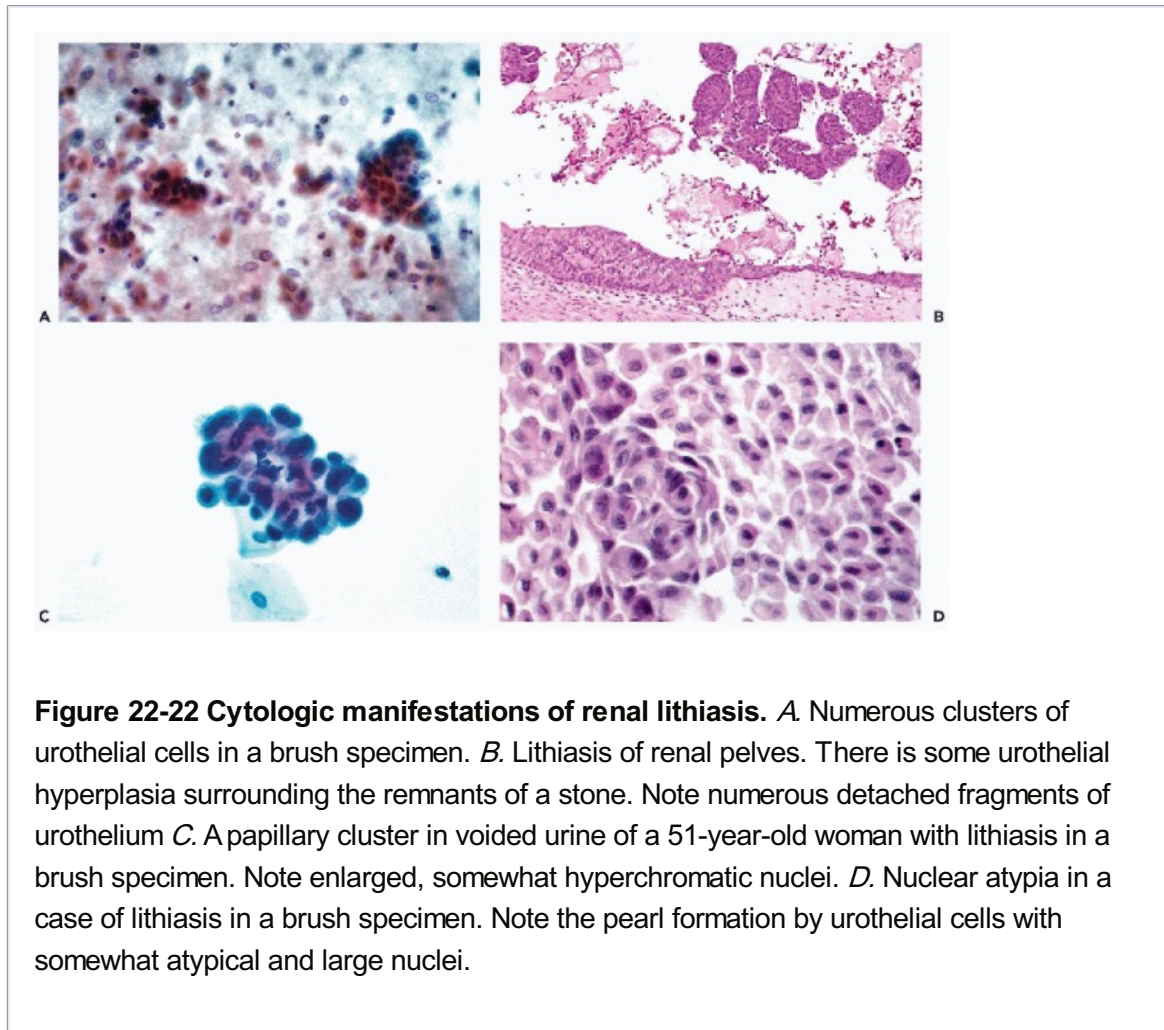 A
B
C
D
Figure 22-22 Cytologic manifestations of renal lithiasis. A. Numerous clusters of
urothelial cells in a brush specimen. B. Lithiasis of renal pelves. There is some urothelial
hyperplasia surrounding the remnants of a stone. Note numerous detached fragments of
urothelium C. A papillary cluster in voided urine of a 51-year-old woman with lithiasis in a
brush specimen. Note enlarged, somewhat hyperchromatic nuclei. D. Nuclear atypia in a
case of lithiasis in a brush specimen. Note the pearl formation by urothelial cells with
somewhat atypical and large nuclei.